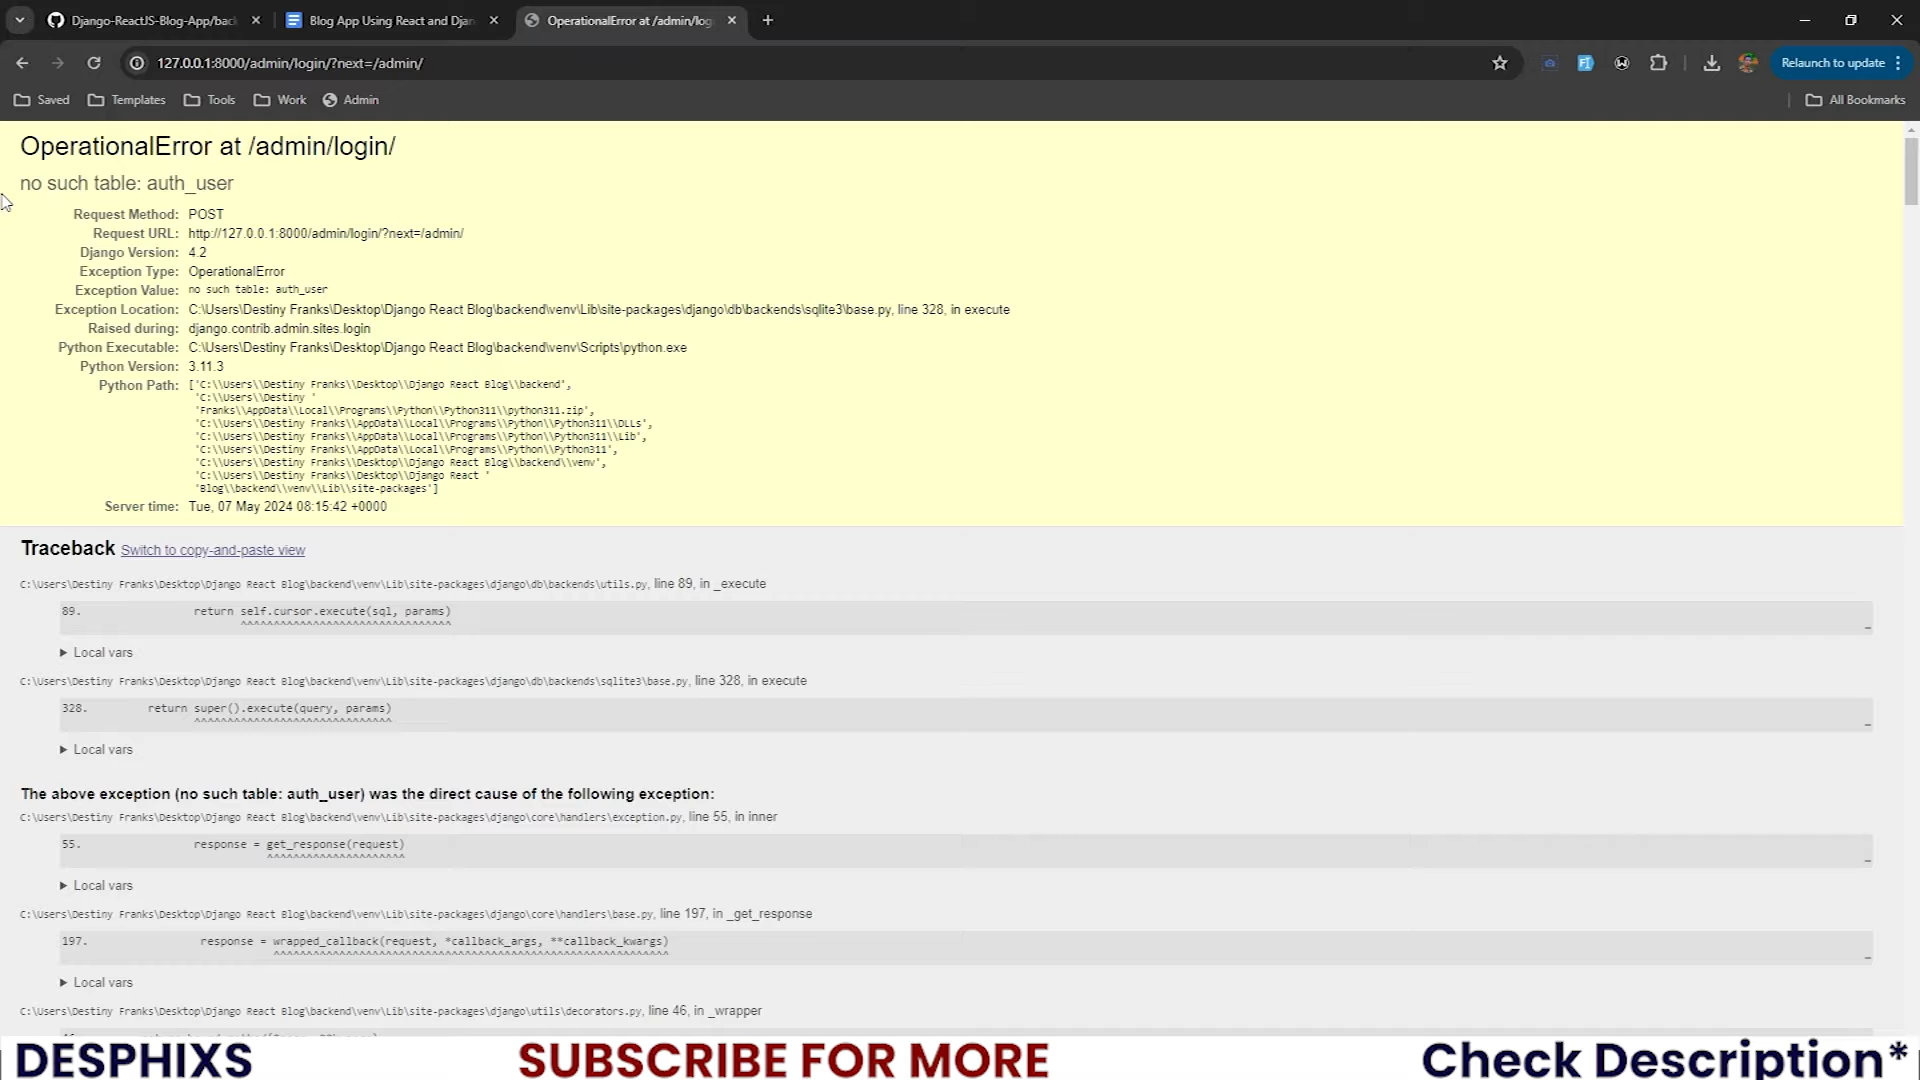 Django-ReactJS-Blog-App/back
Blog App Using React and Djan
OperationalError at /admin/logi
127.0.0.1:8000/admin/login/?next=/admin/
Relaunch to update
Saved
Templates
Tools
Work
Admin
All Bookmarks
OperationalError at /admin/login/
no such table: auth_user
Request Method: POST
Request URL: http://127.0.0.1:8000/admin/login/?next=/admin/
Django Version: 4.2
Exception Type: OperationalError
Exception Value: no such table: auth_user
Exception Location: C:\Users\Destiny Franks\Desktop\Django React Blog\backend\venv\Lib\site-packages\django\db\backends\sqlite3\base.py, line 328, in execute
Raised during: django.contrib.admin.sites.login
Python Executable: C:\Users\Destiny Franks\Desktop\Django React Blog\backend\venv\Scripts\python.exe
Python Version: 3.11.3
Python Path: ['C:\\Users\\Destiny Franks\\Desktop\\Django React Blog\\backend',
'C:\\Users\\Destiny '
'Franks\\AppData\\Local\\Programs\\Python\\Python311\\python311.zip',
'C:\\Users\\Destiny Franks\\AppData\\Local\\Programs\\Python\\Python311\\DLLs',
'C:\\Users\\Destiny Franks\\AppData\\Local\\Programs\\Python\\Python311\\Lib',
'C:\\Users\\Destiny Franks\\AppData\\Local\\Programs\\Python\\Python311',
'C:\\Users\\Destiny Franks\\Desktop\\Django React Blog\\backend\\venv',
'C:\\Users\\Destiny Franks\\Desktop\\Django React '
'Blog\\backend\\venv\\Lib\\site-packages']
Server time: Tue, 07 May 2024 08:15:42 +0000
Traceback Switch to copy-and-paste view
C:\Users\Destiny Franks\Desktop\Django React Blog\backend\venv\Lib\site-packages\django\db\backends\utils.py, line 89, in _execute
89. return self.cursor.execute(sql, params)
Local vars
C:\Users\Destiny Franks\Desktop\Django React Blog\backend\venv\Lib\site-packages\django\db\backends\sqlite3\base.py, line 328, in execute
328. return super().execute(query, params)
Local vars
The above exception (no such table: auth_user) was the direct cause of the following exception:
C:\Users\Destiny Franks\Desktop\Django React Blog\backend\venv\Lib\site-packages\django\core\handlers\exception.py, line 55, in inner
55. response = get_response(request)
Local vars
C:\Users\Destiny Franks\Desktop\Django React Blog\backend\venv\Lib\site-packages\django\core\handlers\base.py, line 197, in _get_response
197. response = wrapped_callback(request, *callback_args, **callback_kwargs)
Local vars
C:\Users\Destiny Franks\Desktop\Django React Blog\backend\venv\Lib\site-packages\django\utils\decorators.py, line 46, in _wrapper
DESPHIXS
SUBSCRIBE FOR MORE
Check Description*